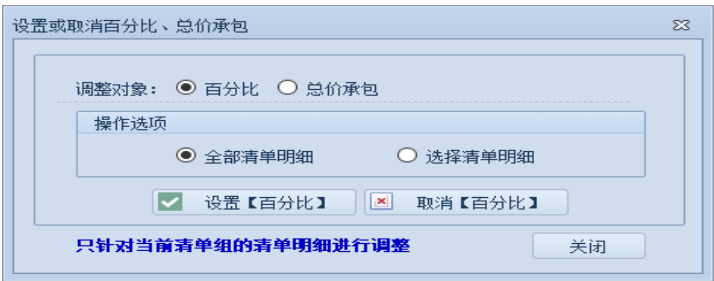 设置或取消百分比、总价承包
调整对象： 百分比 总价承包
操作选项
全部清单明细 选择清单明细
设置【百分比】 取消【百分比】
只针对当前清单组的清单明细进行调整 关闭